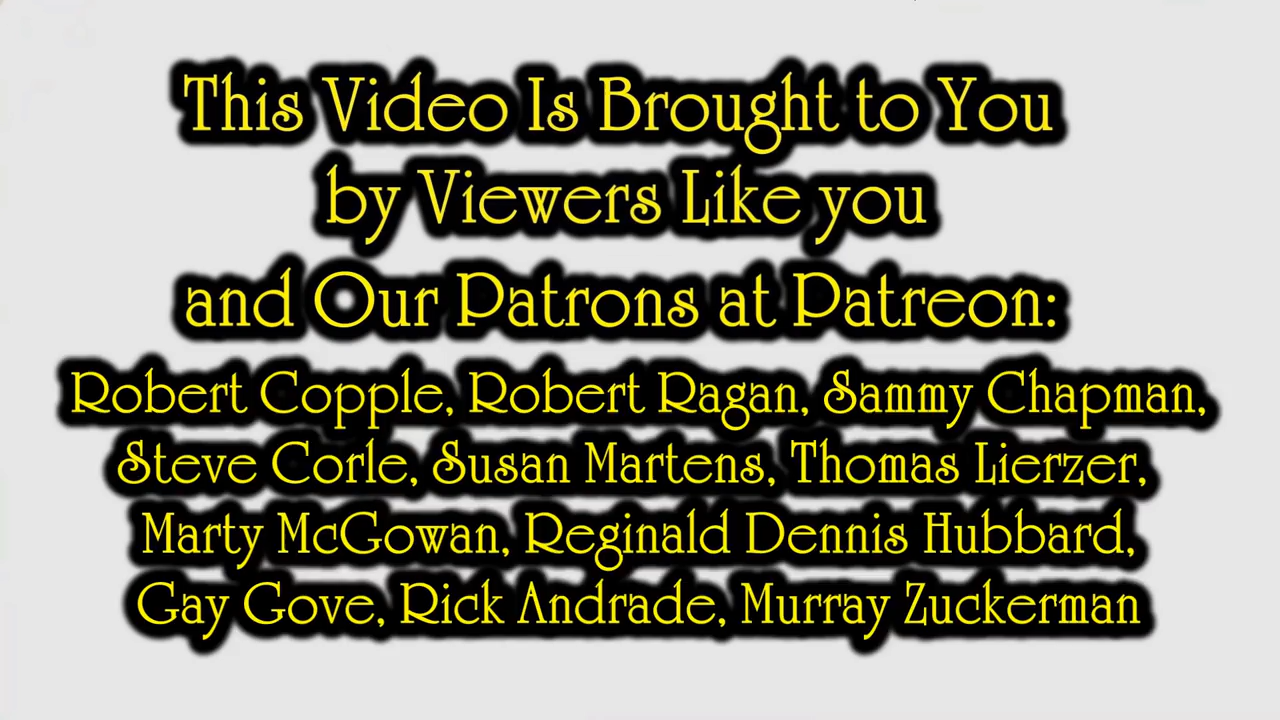 This Video Is Brought to You
by Viewers Like you
and Our Patrons at Patreon:
Robert Copple, Robert Ragan, Sammy Chapman,
Steve Corle, Susan Martens, Thomas Lierzer,
Marty McGowan, Reginald Dennis Hubbard,
Gay Gove, Rick Andrade, Murray Zuckerman